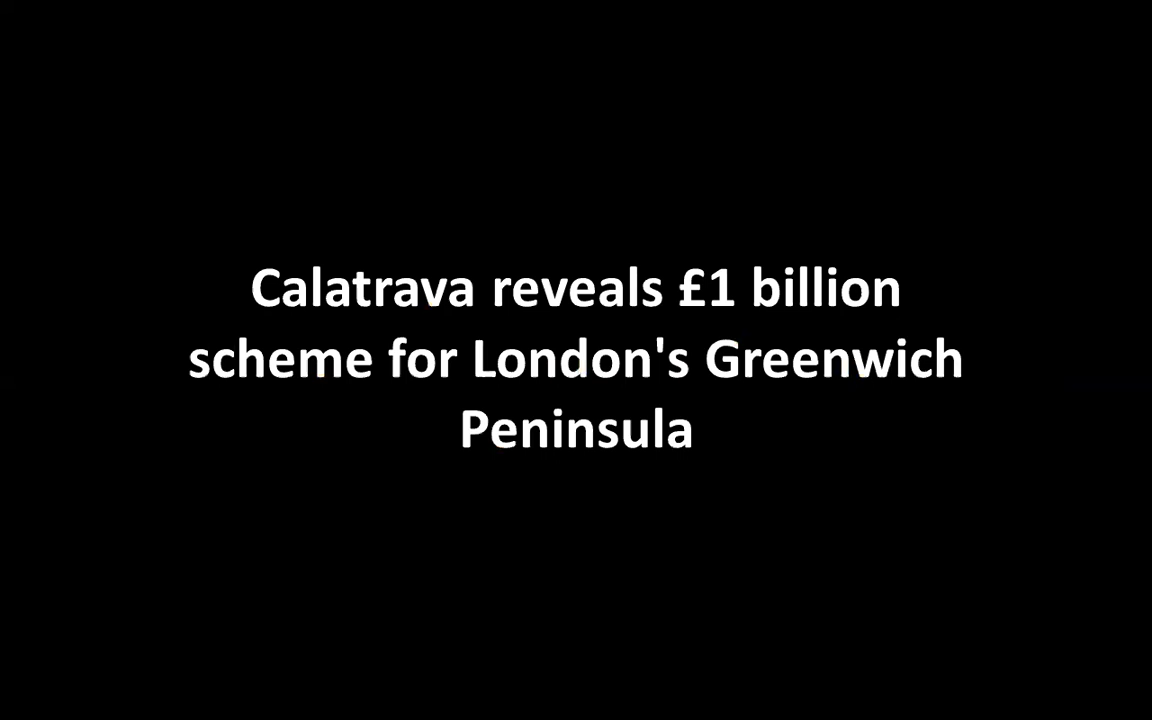 Calatrava reveals £1 billion
scheme for London's Greenwich
Peninsula